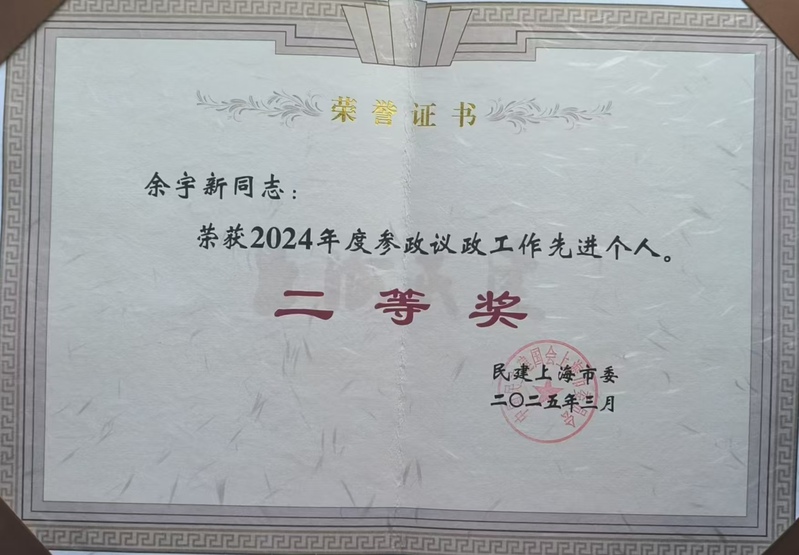 荣誉证书
余宇新同志：
荣获2024年度参政议政工作先进个人。
二等奖
民建上海市委
二〇二五年三月